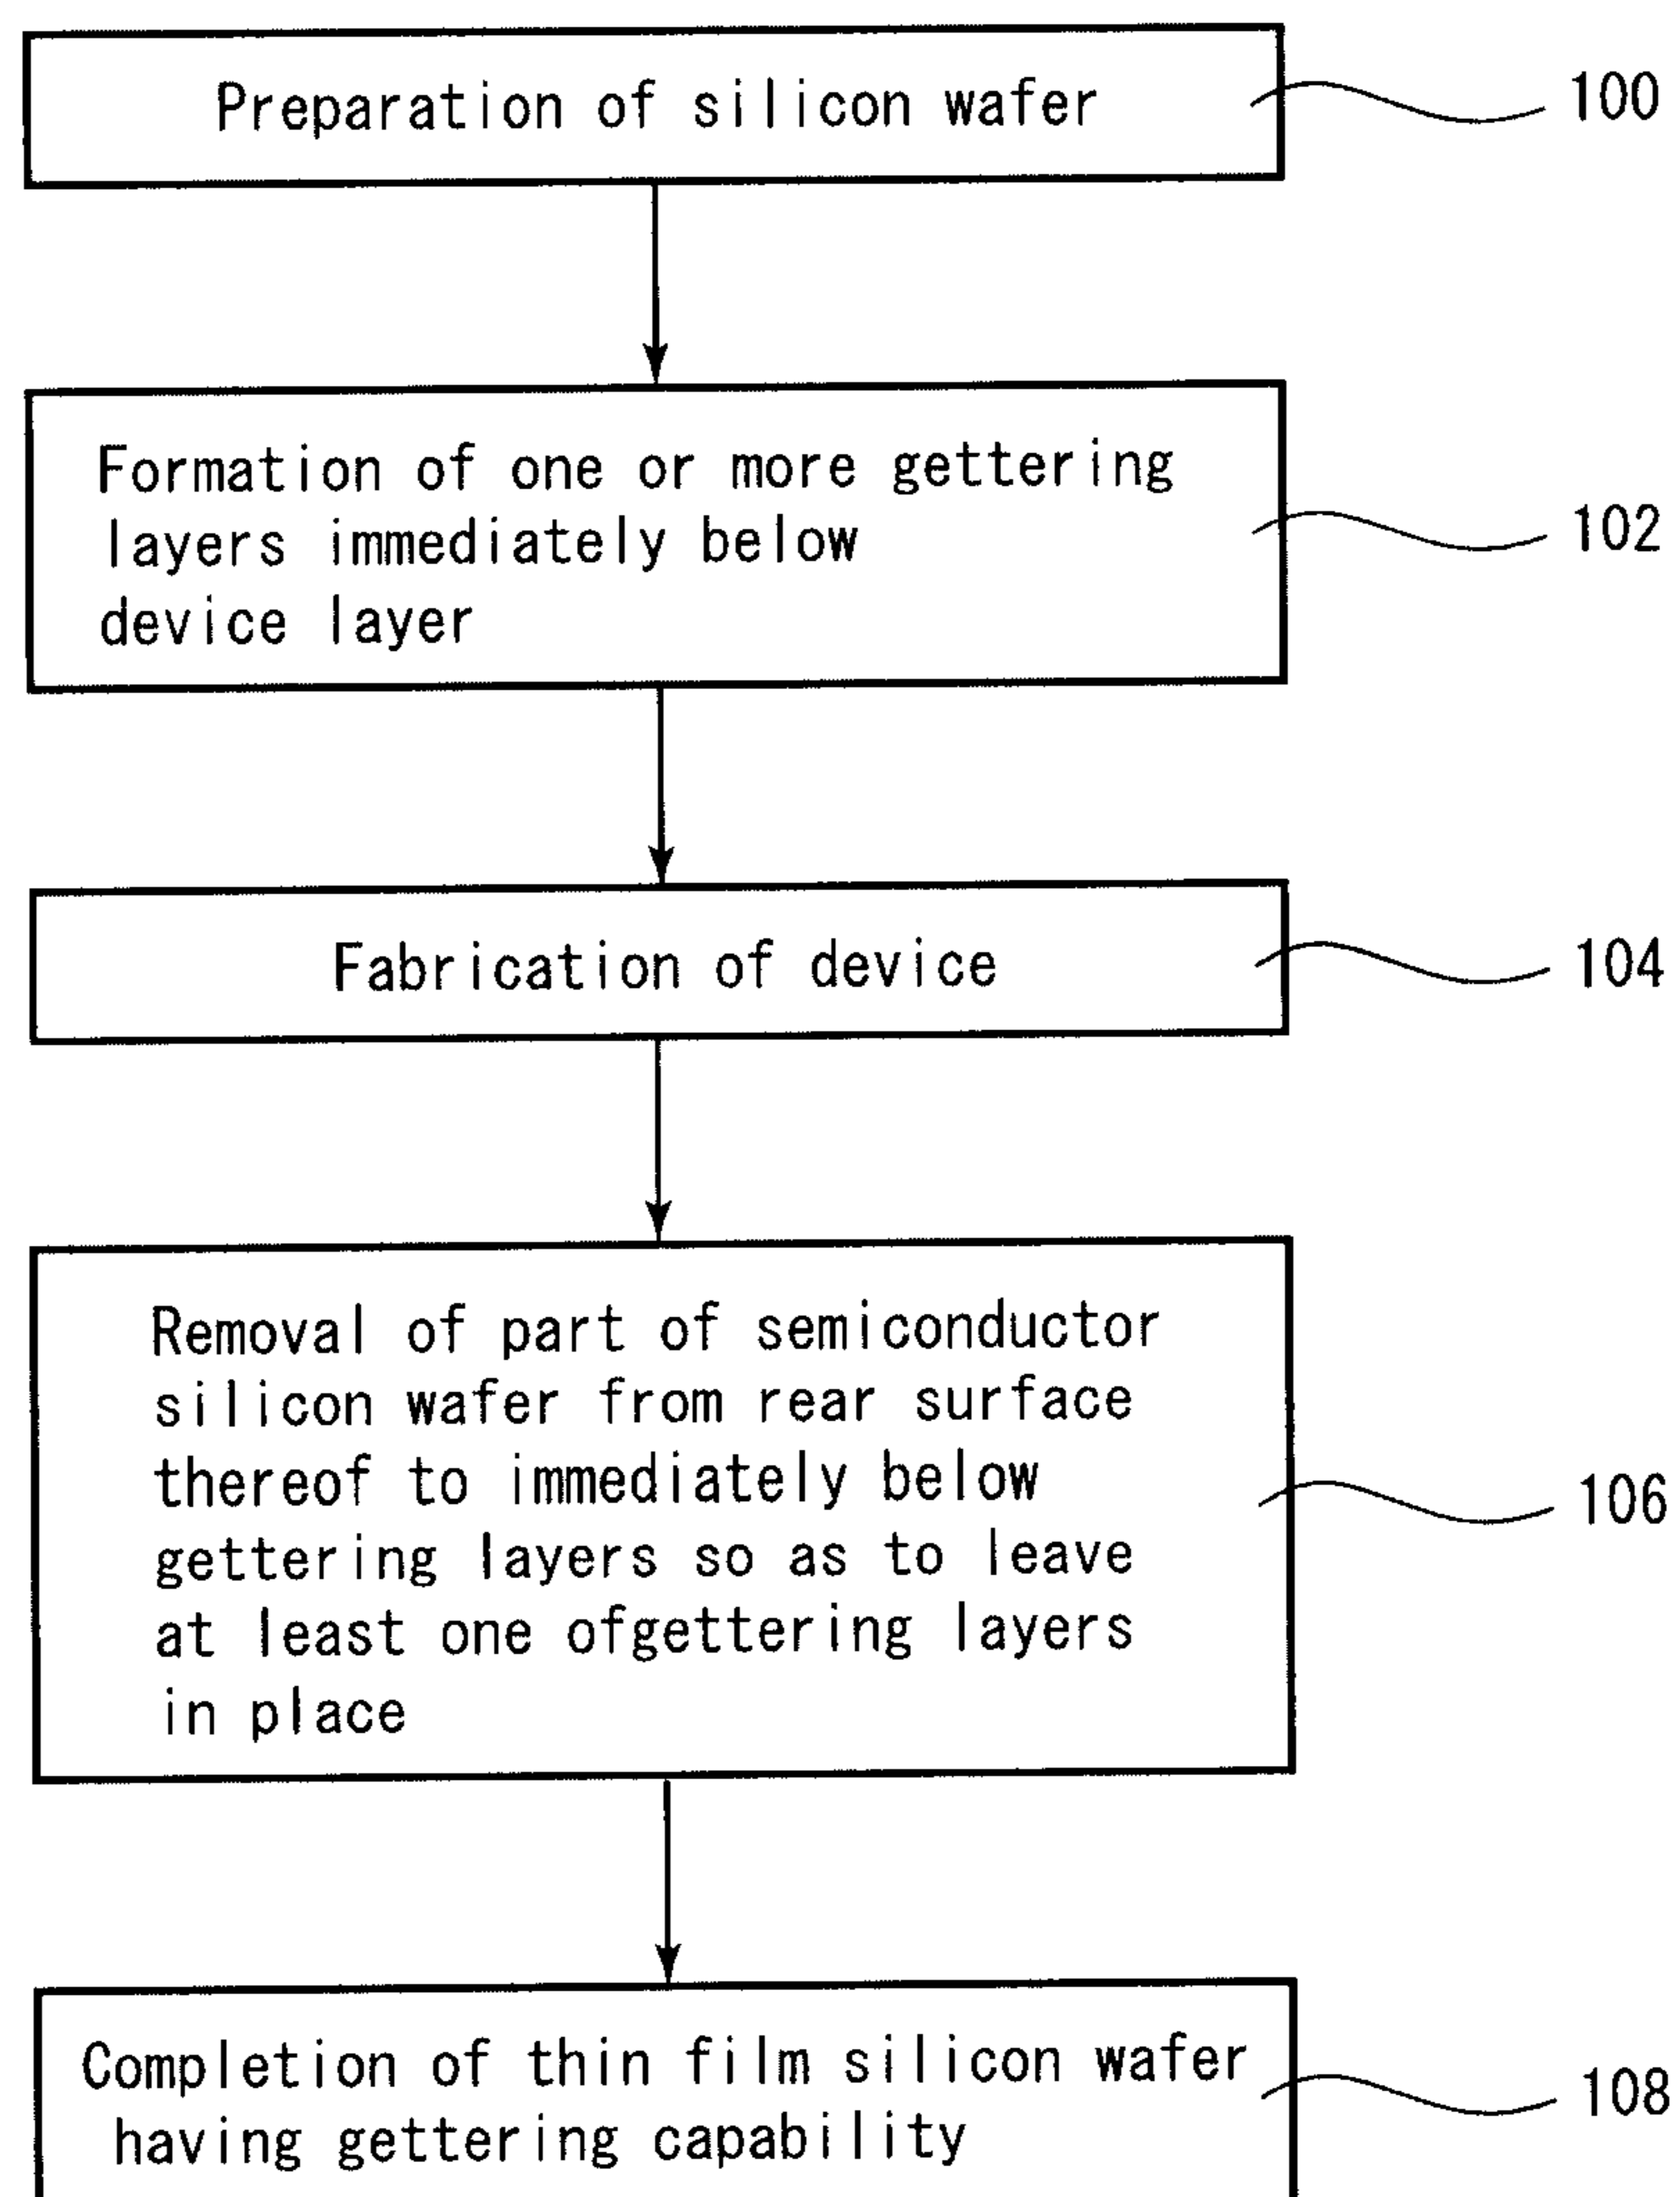 Preparation of silicon wafer
100
Formation of one or more gettering
layers immediately below
device layer
102
Fabrication of device
104
Removal of part of semiconductor
silicon wafer from rear surface
thereof to immediately below
gettering layers so as to leave
at least one ofgettering layers
in place
106
Completion of thin film silicon wafer
having gettering capability
108